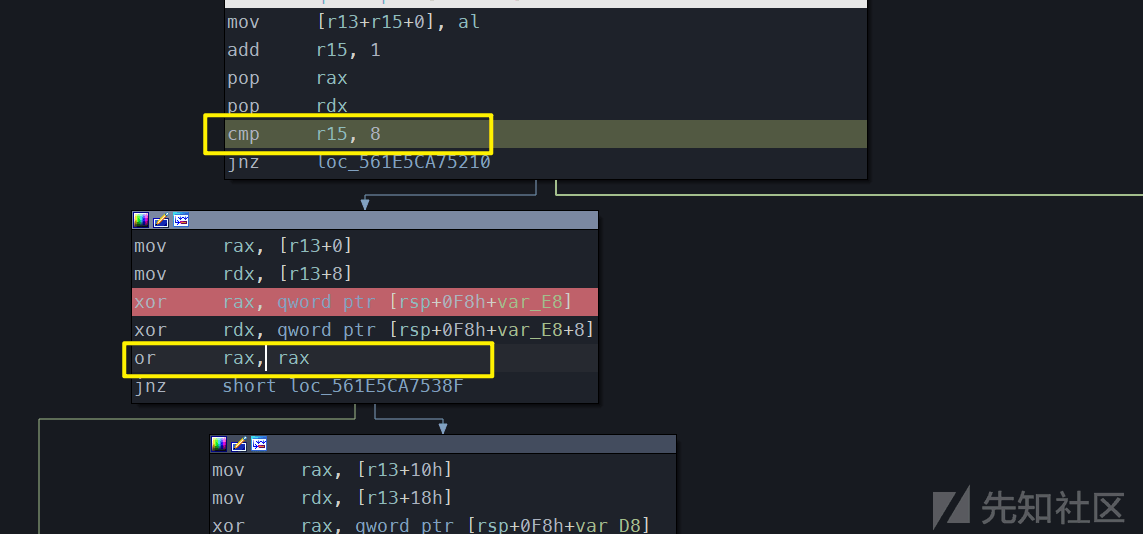 mov [r13+r15+0], al
add r15, 1
pop rax
pop rdx
cmp r15, 8
jnz loc_561E5CA75210
mov rax, [r13+0]
mov rdx, [r13+8]
xor rax, qword ptr [rsp+0F8h+var_E8]
xor rdx, qword ptr [rsp+0F8h+var_E8+8]
or rax, rax
jnz short loc_561E5CA7538F
mov rax, [r13+10h]
mov rdx, [r13+18h]
xor rax, qword ptr [rsp+0F8h+var_D8]
先知社区